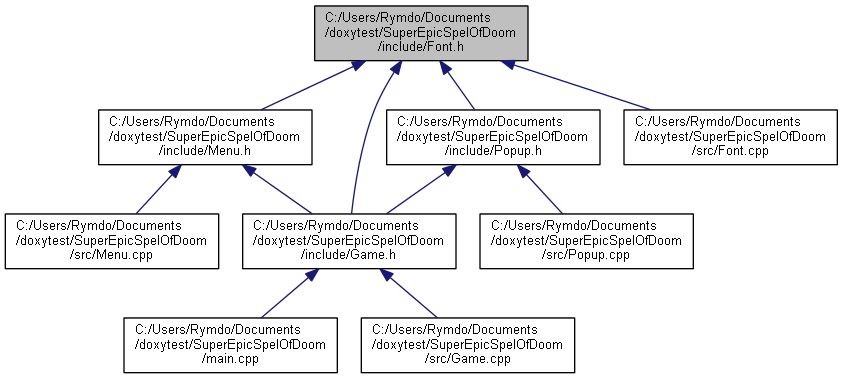 C:/Users/Rymdo/Documents
/doxytest/SuperEpicSpelOfDoom
/include/Font.h
C:/Users/Rymdo/Documents
/doxytest/SuperEpicSpelOfDoom
/include/Menu.h
C:/Users/Rymdo/Documents
/doxytest/SuperEpicSpelOfDoom
/include/Popup.h
C:/Users/Rymdo/Documents
/doxytest/SuperEpicSpelOfDoom
/src/Font.cpp
C:/Users/Rymdo/Documents
/doxytest/SuperEpicSpelOfDoom
/src/Menu.cpp
C:/Users/Rymdo/Documents
/doxytest/SuperEpicSpelOfDoom
/include/Game.h
C:/Users/Rymdo/Documents
/doxytest/SuperEpicSpelOfDoom
/src/Popup.cpp
C:/Users/Rymdo/Documents
/doxytest/SuperEpicSpelOfDoom
/main.cpp
C:/Users/Rymdo/Documents
/doxytest/SuperEpicSpelOfDoom
/src/Game.cpp